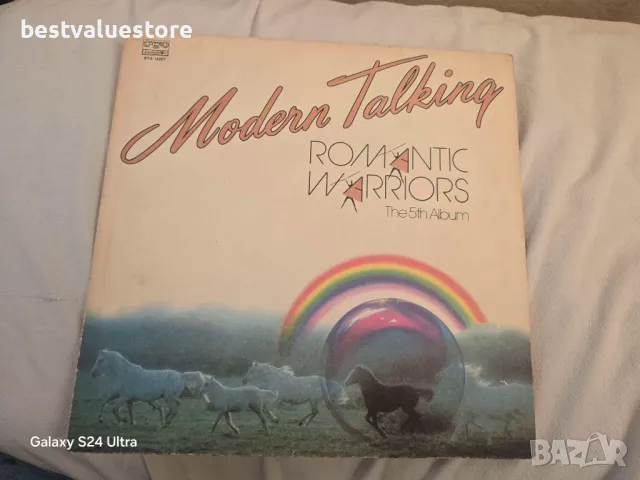 bestvaluestore
Modern Talking
ROMANTIC
WARRIORS
The 5th Album
Galaxy S24 Ultra
BAZAR